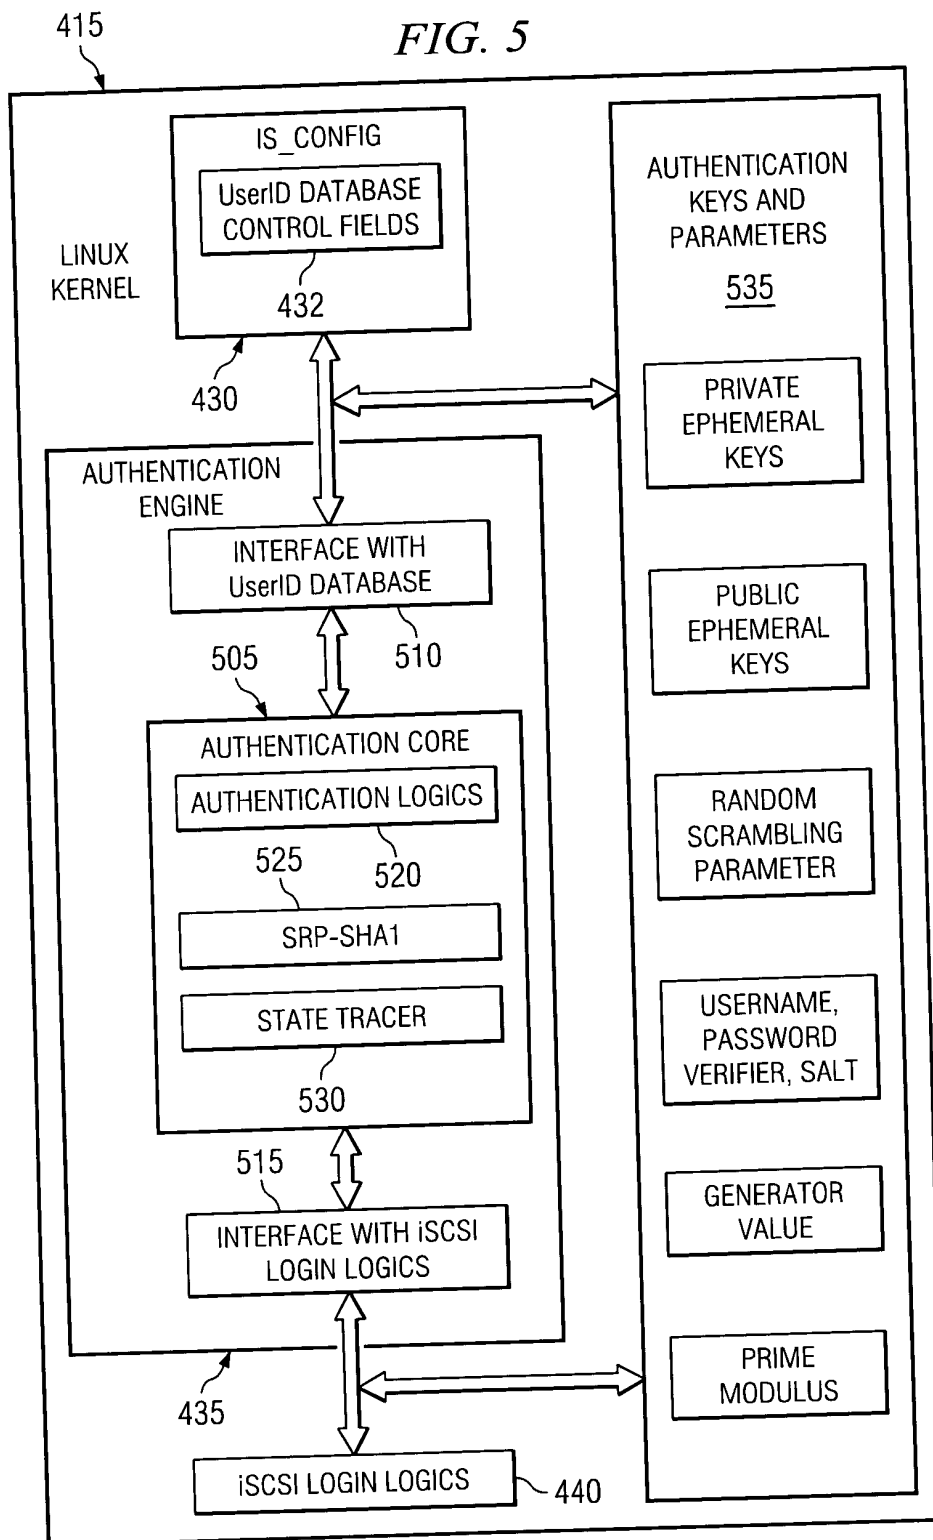 415
FIG. 5
IS_CONFIG
UserID DATABASE
CONTROL FIELDS
432
LINUX
KERNEL
430
AUTHENTICATION
ENGINE
INTERFACE WITH
UserID DATABASE
510
505
AUTHENTICATION CORE
AUTHENTICATION LOGICS
525
520
SRP-SHA1
STATE TRACER
530
515
INTERFACE WITH iSCSI
LOGIN LOGICS
435
iSCSI LOGIN LOGICS
440
AUTHENTICATION
KEYS AND
PARAMETERS
535
PRIVATE
EPHEMERAL
KEYS
PUBLIC
EPHEMERAL
KEYS
RANDOM
SCRAMBLING
PARAMETER
USERNAME,
PASSWORD
VERIFIER, SALT
GENERATOR
VALUE
PRIME
MODULUS